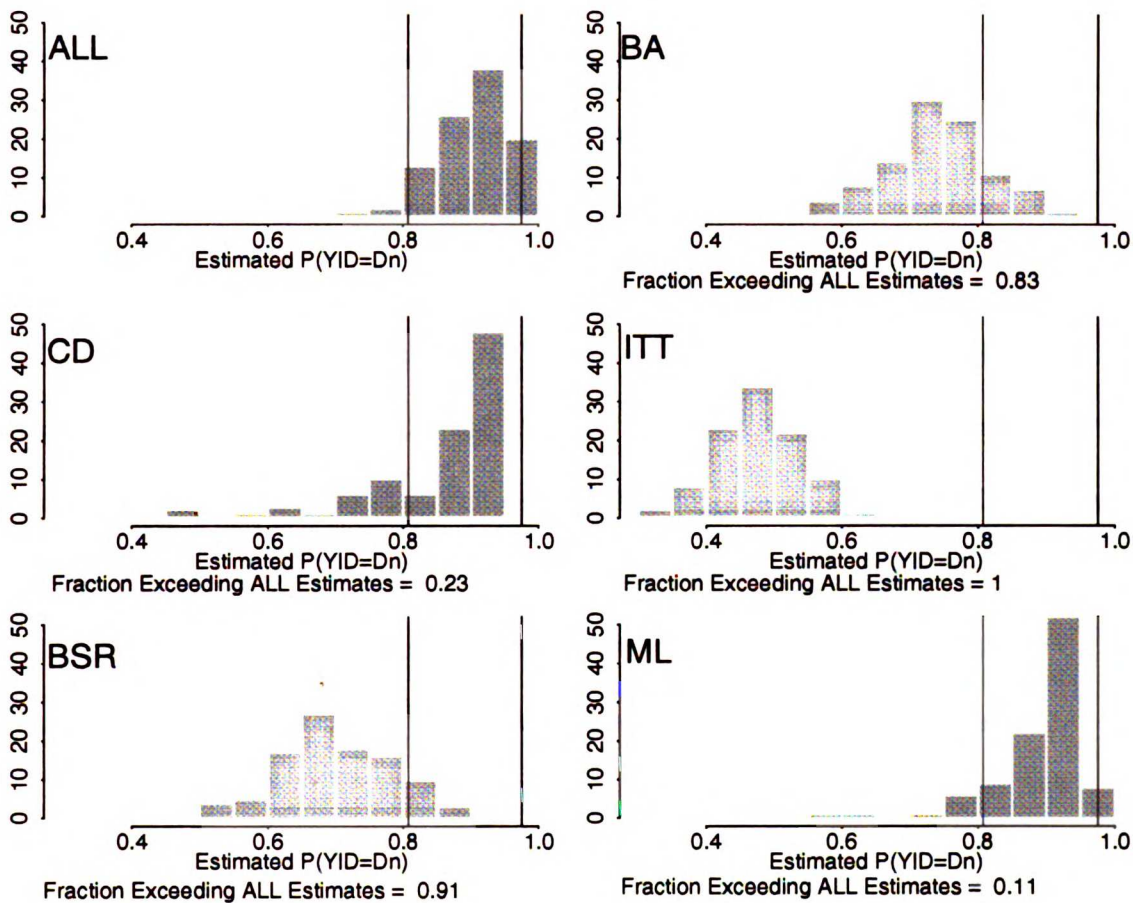 ALL
50
40
30
20
10
0
0.4 0.6 0.8 1.0
Estimated P(YID=Dn)
BA
50
40
30
20
10
0
0.4 0.6 0.8 1.0
Estimated P(YID=Dn)
Fraction Exceeding ALL Estimates = 0.83
CD
50
40
30
20
10
0
0.4 0.6 0.8 1.0
Estimated P(YID=Dn)
Fraction Exceeding ALL Estimates = 0.23
ITT
50
40
30
20
10
0
0.4 0.6 0.8 1.0
Estimated P(YID=Dn)
Fraction Exceeding ALL Estimates = 1
BSR
50
40
30
20
10
0
0.4 0.6 0.8 1.0
Estimated P(YID=Dn)
Fraction Exceeding ALL Estimates = 0.91
ML
50
40
30
20
10
0
0.4 0.6 0.8 1.0
Estimated P(YID=Dn)
Fraction Exceeding ALL Estimates = 0.11